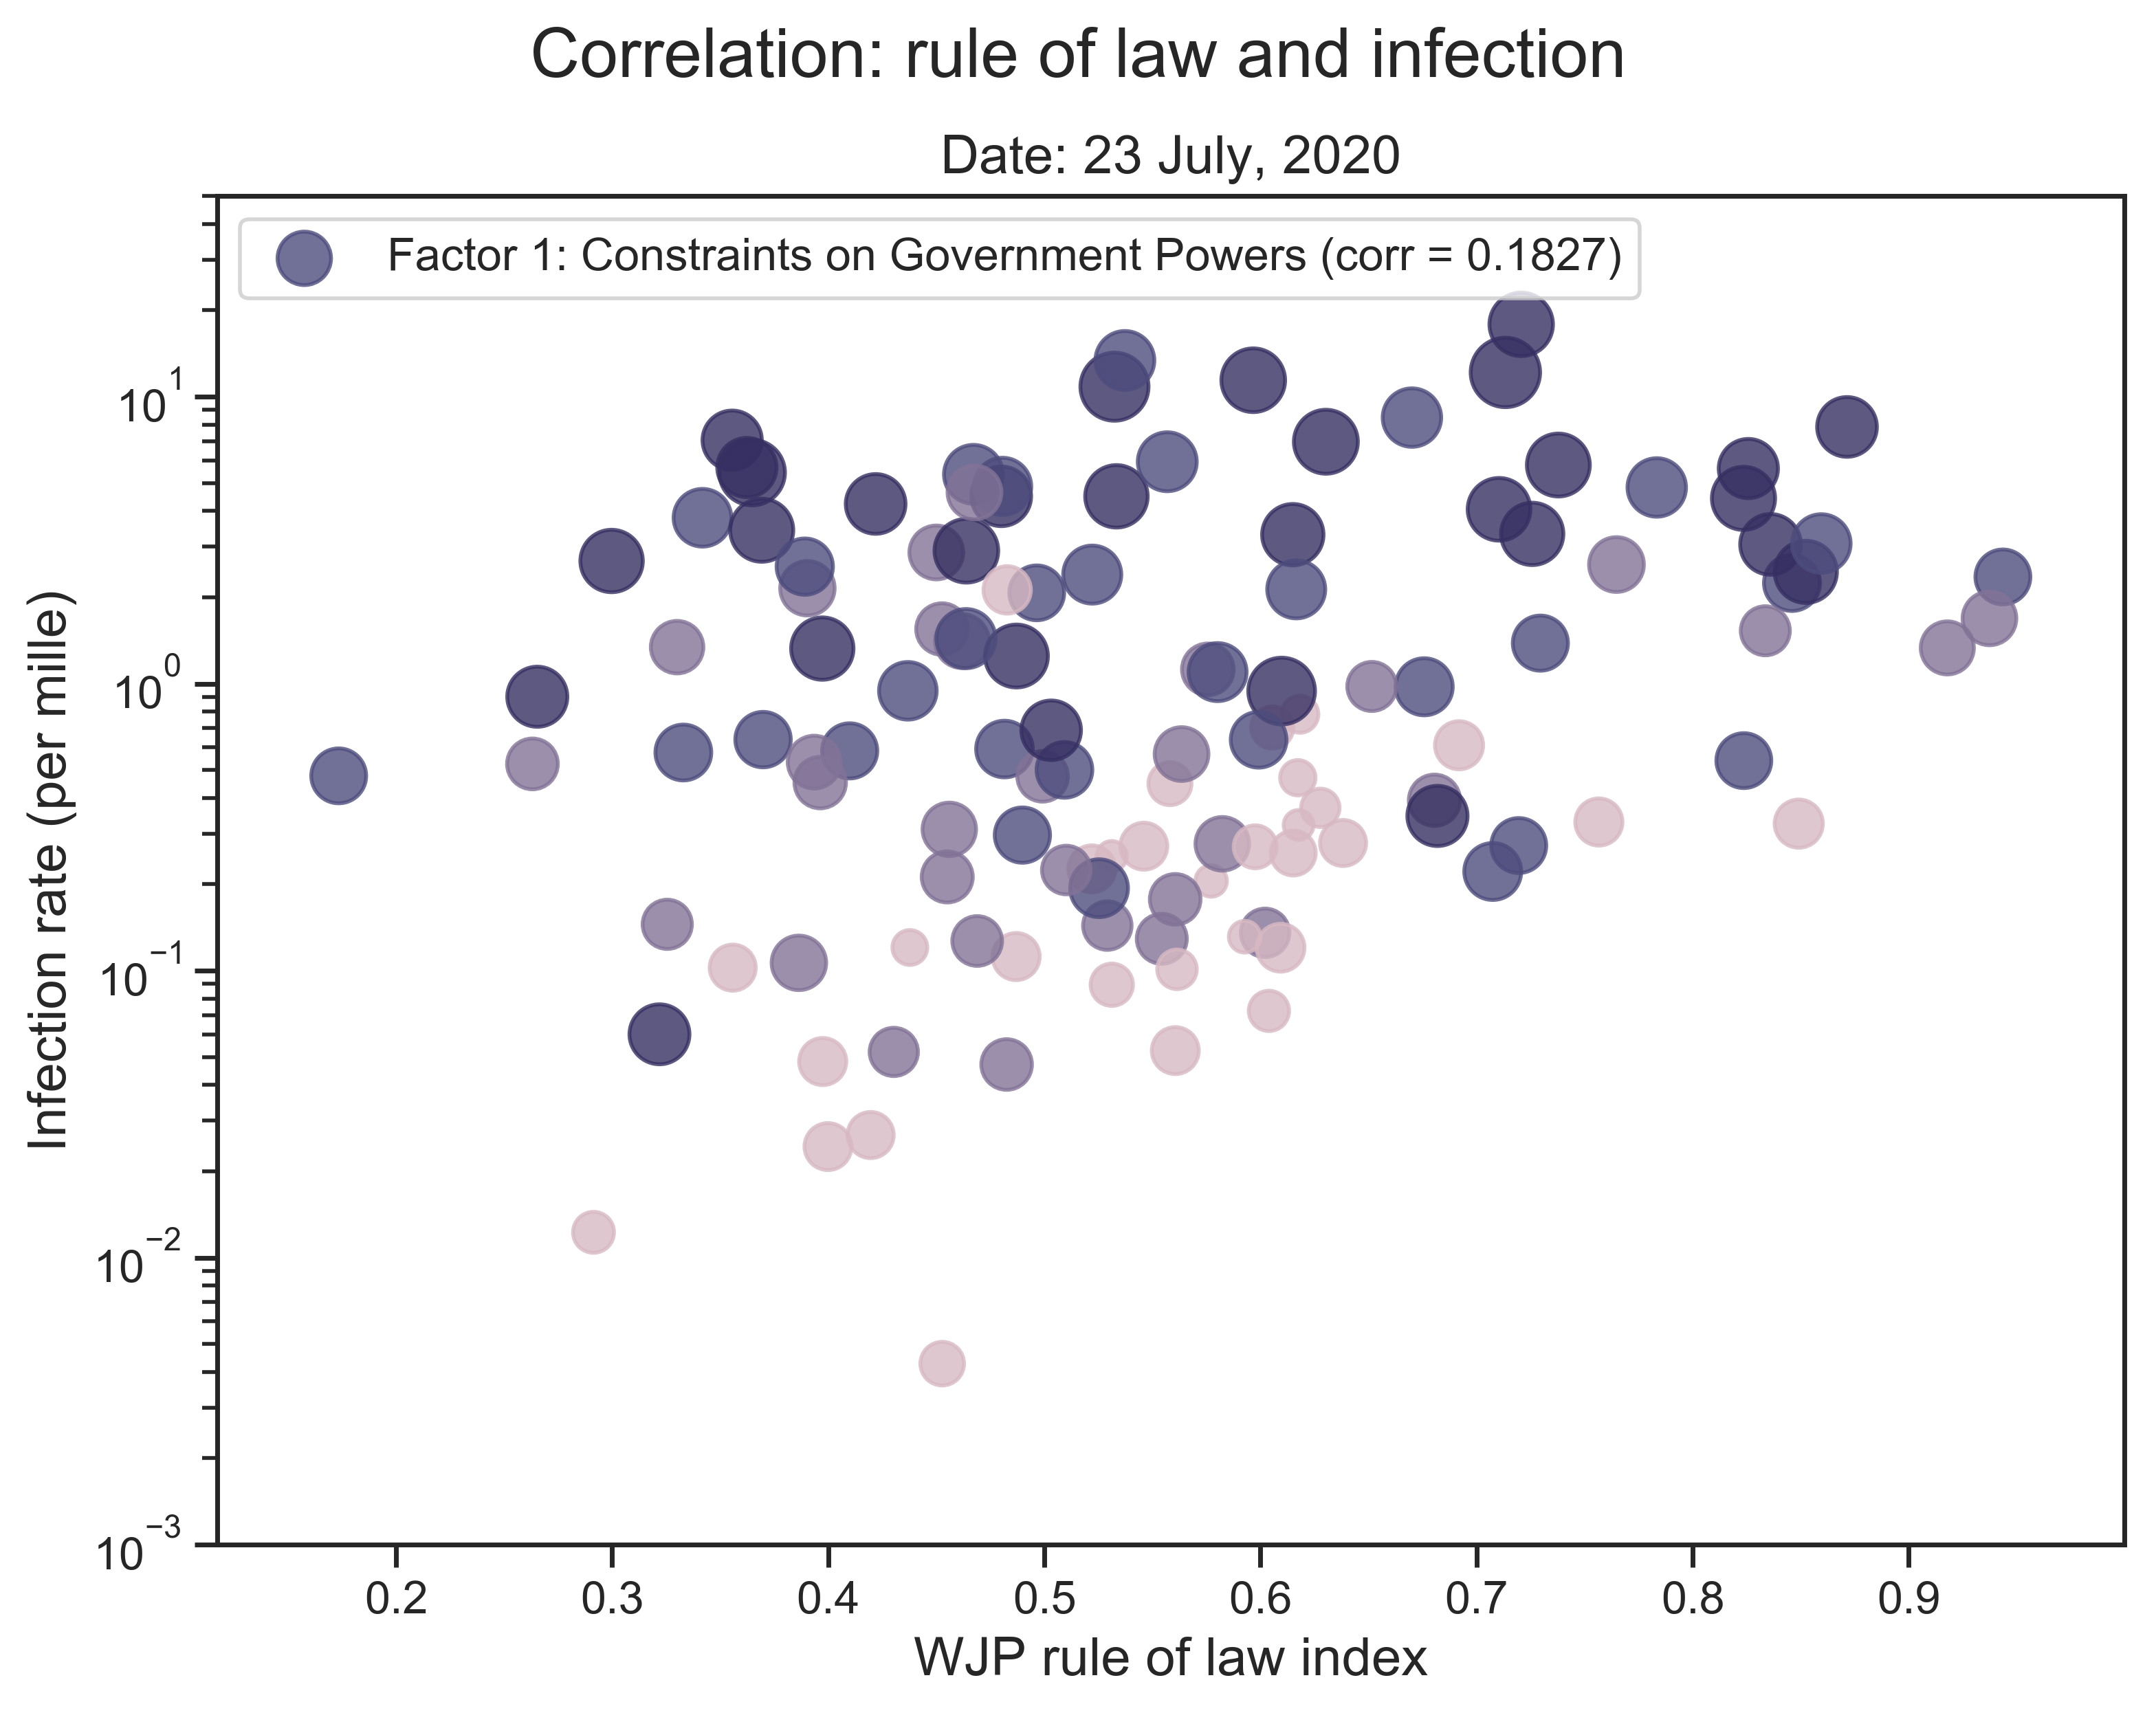 Correlation: rule of law and infection
Date: 23 July, 2020
Factor 1: Constraints on Government Powers (corr = 0.1827)
Infection rate (per mille)
10^1
10^0
10^−1
10^−2
10^−3
0.2 0.3 0.4 0.5 0.6 0.7 0.8 0.9
WJP rule of law index